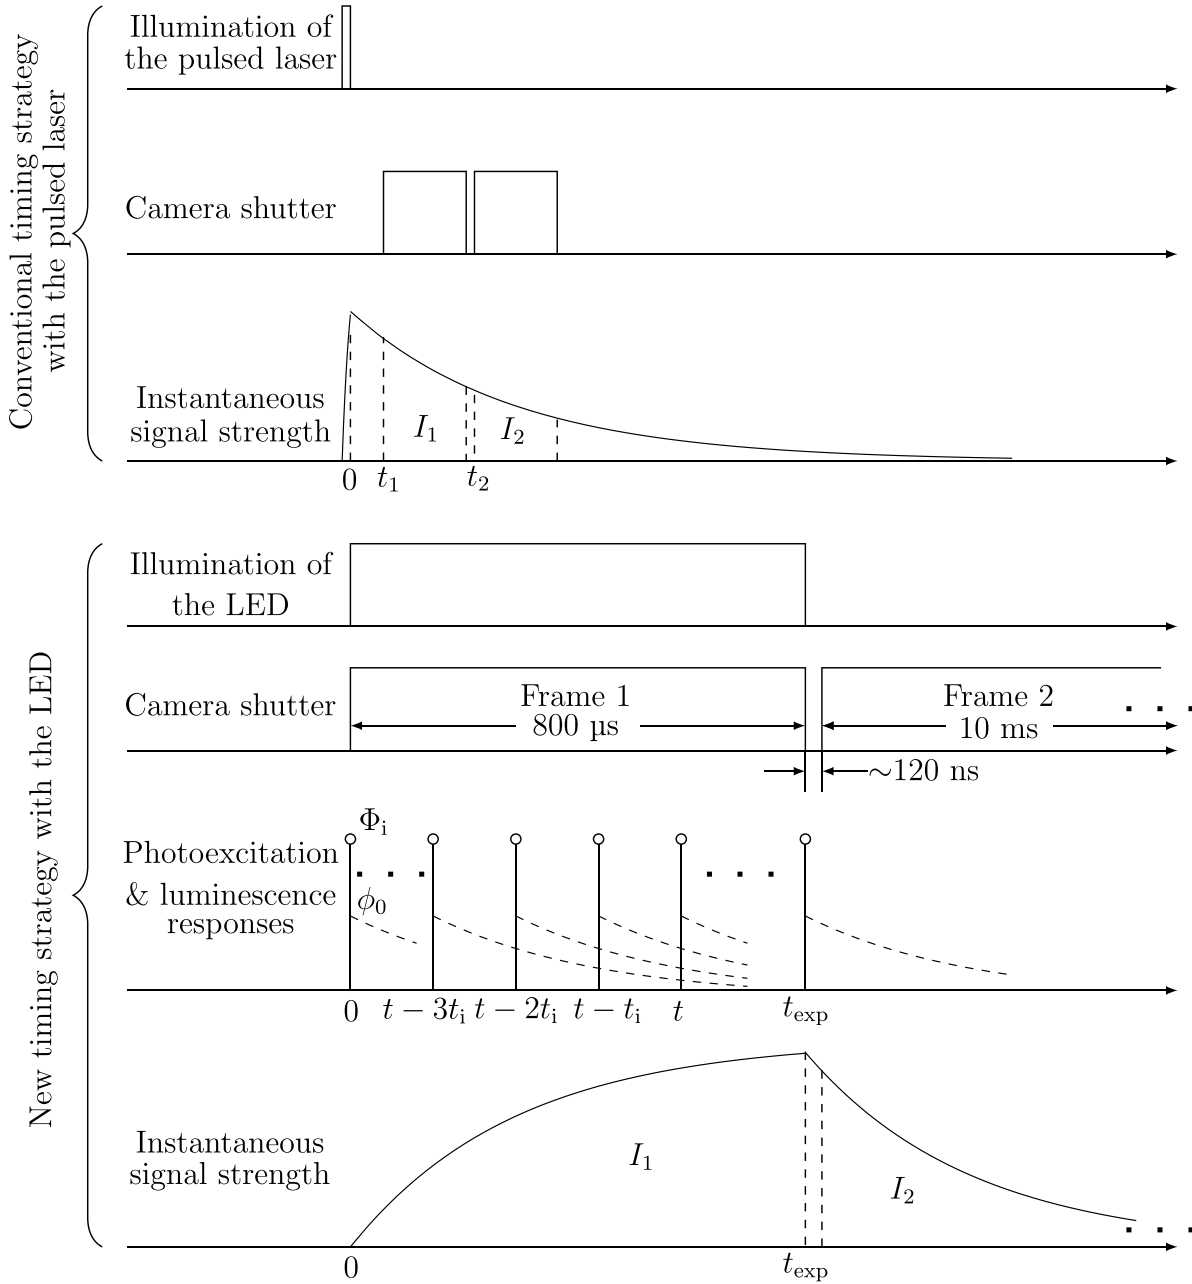 Conventional timing strategy
with the pulsed laser
Illumination of
the pulsed laser
Camera shutter
Instantaneous
signal strength
I₁
I₂
0
t₁
t₂
New timing strategy with the LED
Illumination of
the LED
Camera shutter
Frame 1
800 µs
Frame 2
10 ms
~120 ns
Photoexcitation
& luminescence
responses
Φᵢ
ϕ₀
0
t − 3tᵢ
t − 2tᵢ
t − tᵢ
t
t_exp
Instantaneous
signal strength
I₁
I₂
0
t_exp